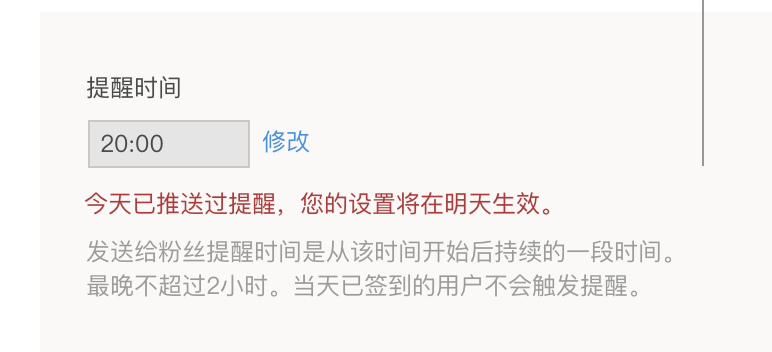 提醒时间
20:00 修改
今天已推送过提醒，您的设置将在明天生效。
发送给粉丝提醒时间是从该时间开始后持续的一段时间。
最晚不超过2小时。当天已签到的用户不会触发提醒。